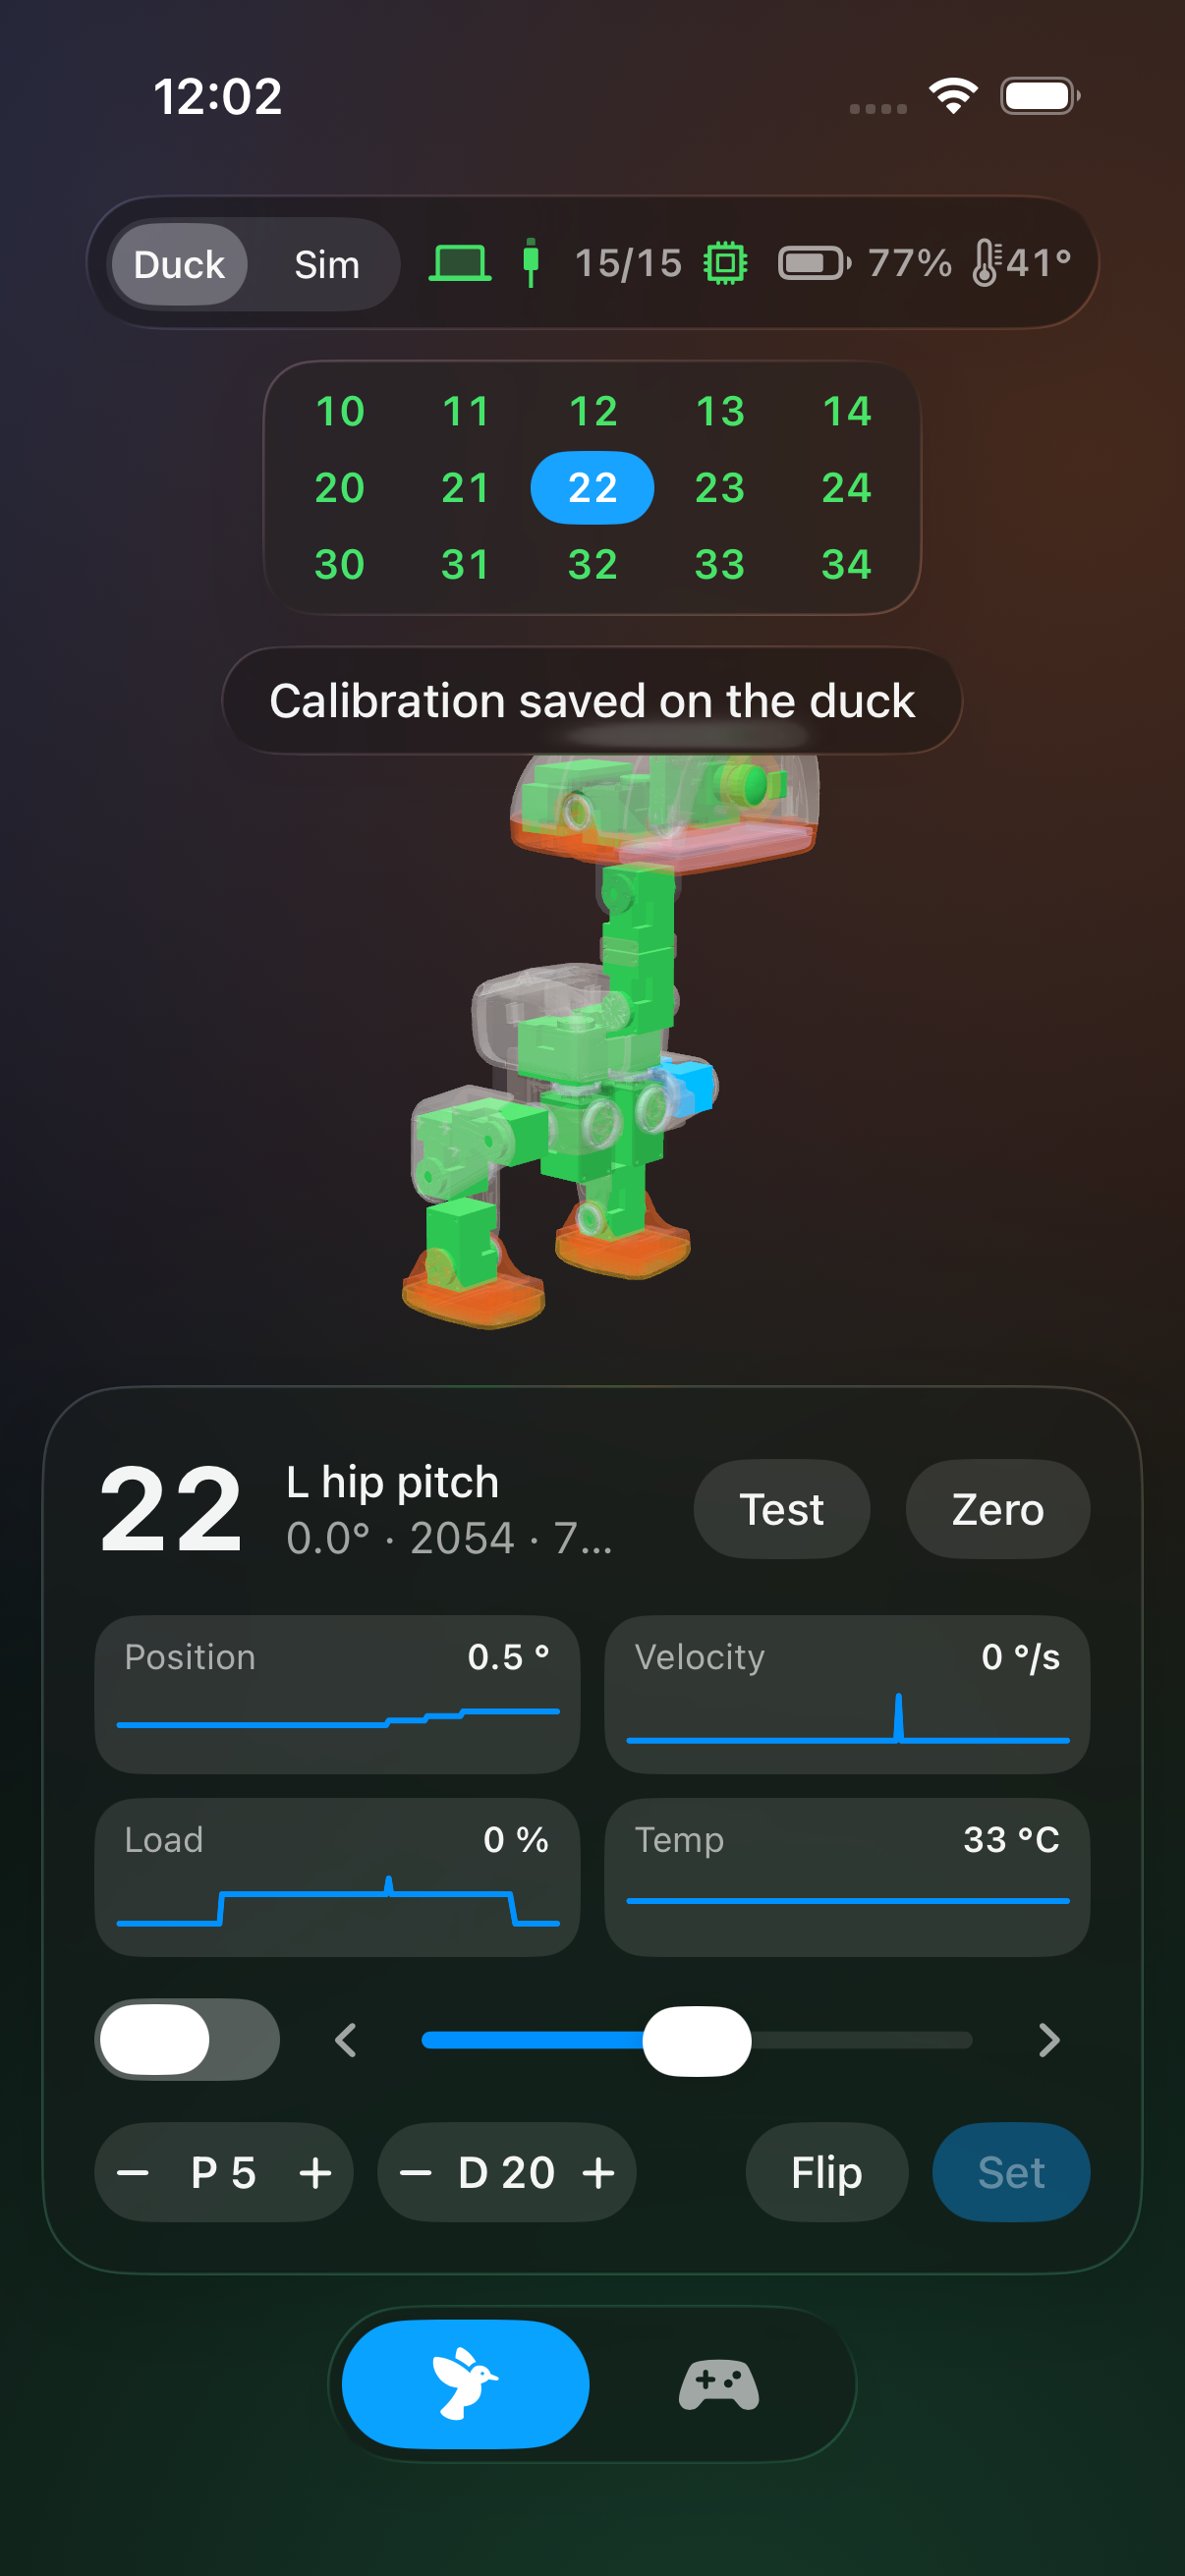 12:02
Duck Sim 15/15 77% 41°
10 11 12 13 14
20 21 22 23 24
30 31 32 33 34
Calibration saved on the duck
22 L hip pitch Test Zero
0.0° · 2054 · 7...
Position 0.5 ° Velocity 0 °/s
Load 0 % Temp 33 °C
− P 5 + − D 20 + Flip Set